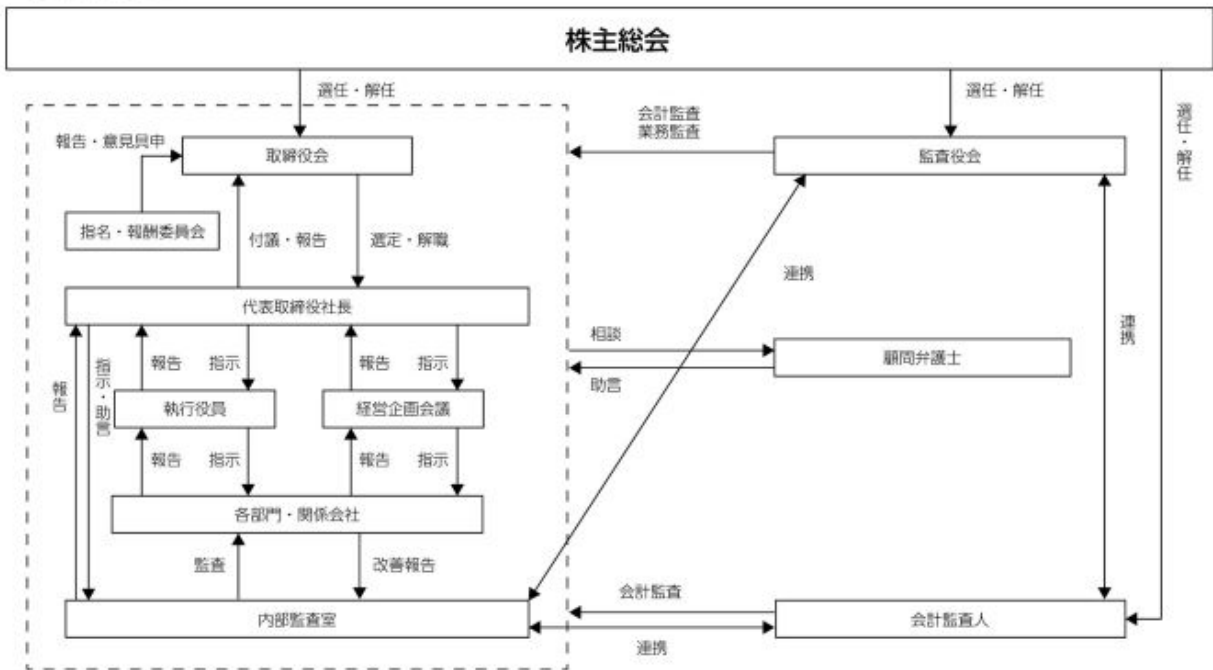 株主総会
選任・解任
選任・解任
選任・解任
会計監査
業務監査
報告・意見具申
取締役会
監査役会
指名・報酬委員会
付議・報告
選定・解職
連携
代表取締役社長
相談
顧問弁護士
助言
連携
報告
指示・助言
報告
指示
報告
指示
執行役員
経営企画会議
報告
指示
報告
指示
各部門・関係会社
監査
改善報告
会計監査
内部監査室
会計監査人
連携